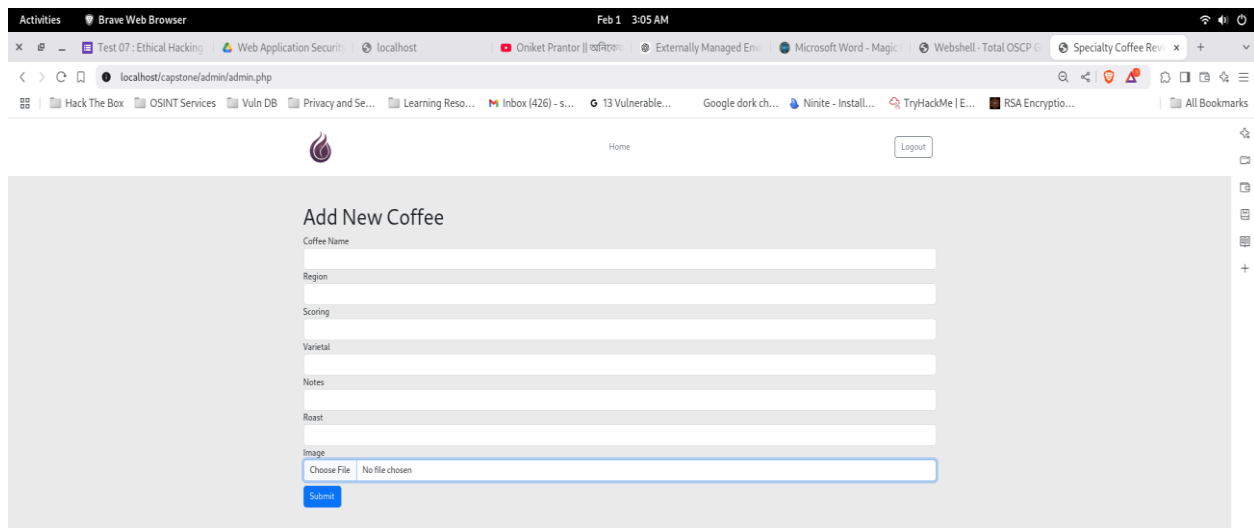 Activities Brave Web Browser Feb 1 3:05 AM
Test 07 : Ethical Hacking Web Application Securit localhost Oniket Prantor || অনিকেত Externally Managed Env Microsoft Word - Magic Webshell - Total OSCP G Specialty Coffee Rev
localhost/capstone/admin/admin.php
Hack The Box OSINT Services Vuln DB Privacy and Se... Learning Reso... Inbox (426) - s... 13 Vulnerable... Google dork ch... Ninite - Install... TryHackMe | E... RSA Encryptio... All Bookmarks
Home Logout
Add New Coffee
Coffee Name
Region
Scoring
Varietal
Notes
Roast
Image
Choose File No file chosen
Submit